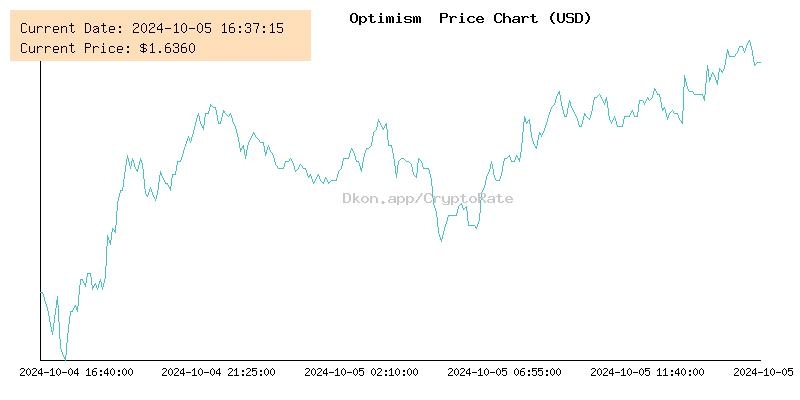 Optimism  Price Chart (USD)
Current Date: 2024-10-05 16:37:15
Current Price: $1.6360
Dkon.app/CryptoRate
2024-10-04 16:40:00 2024-10-04 21:25:00 2024-10-05 02:10:00 2024-10-05 06:55:00 2024-10-05 11:40:00 2024-10-05